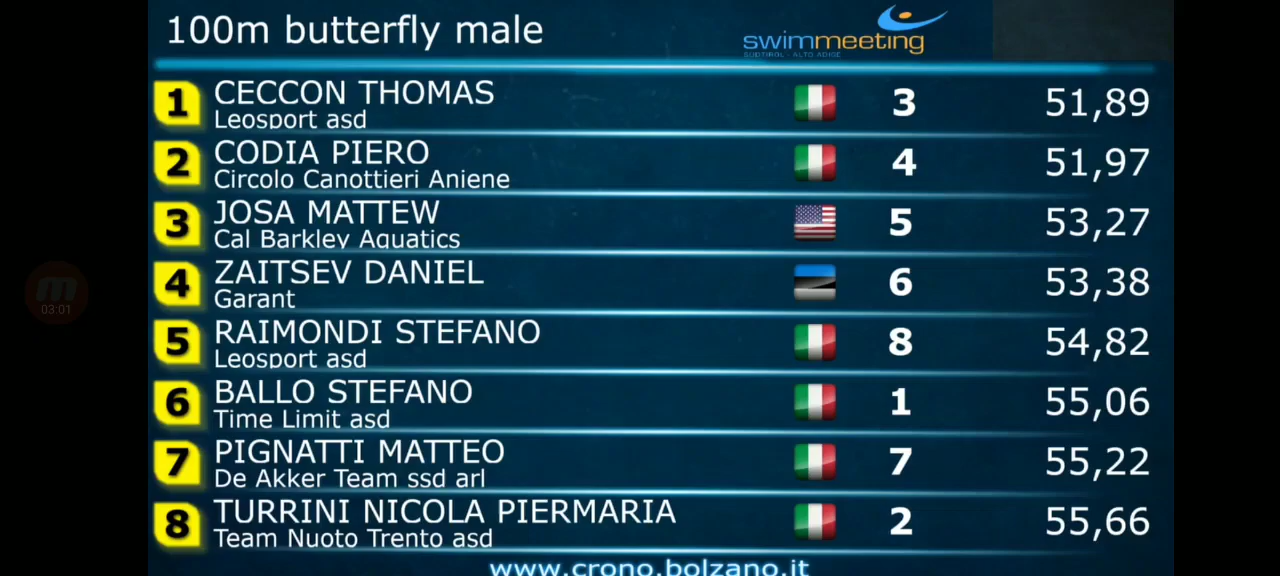 100m butterfly male
swimmeeting
SÜDTIROL - ALTO ADIGE
1 CECCON THOMAS 3 51,89
Leosport asd
2 CODIA PIERO 4 51,97
Circolo Canottieri Aniene
3 JOSA MATTEW 5 53,27
Cal Barkley Aquatics
4 ZAITSEV DANIEL 6 53,38
Garant
03:01
5 RAIMONDI STEFANO 8 54,82
Leosport asd
6 BALLO STEFANO 1 55,06
Time Limit asd
7 PIGNATTI MATTEO 7 55,22
De Akker Team ssd arl
8 TURRINI NICOLA PIERMARIA 2 55,66
Team Nuoto Trento asd
www.crono.bolzano.it